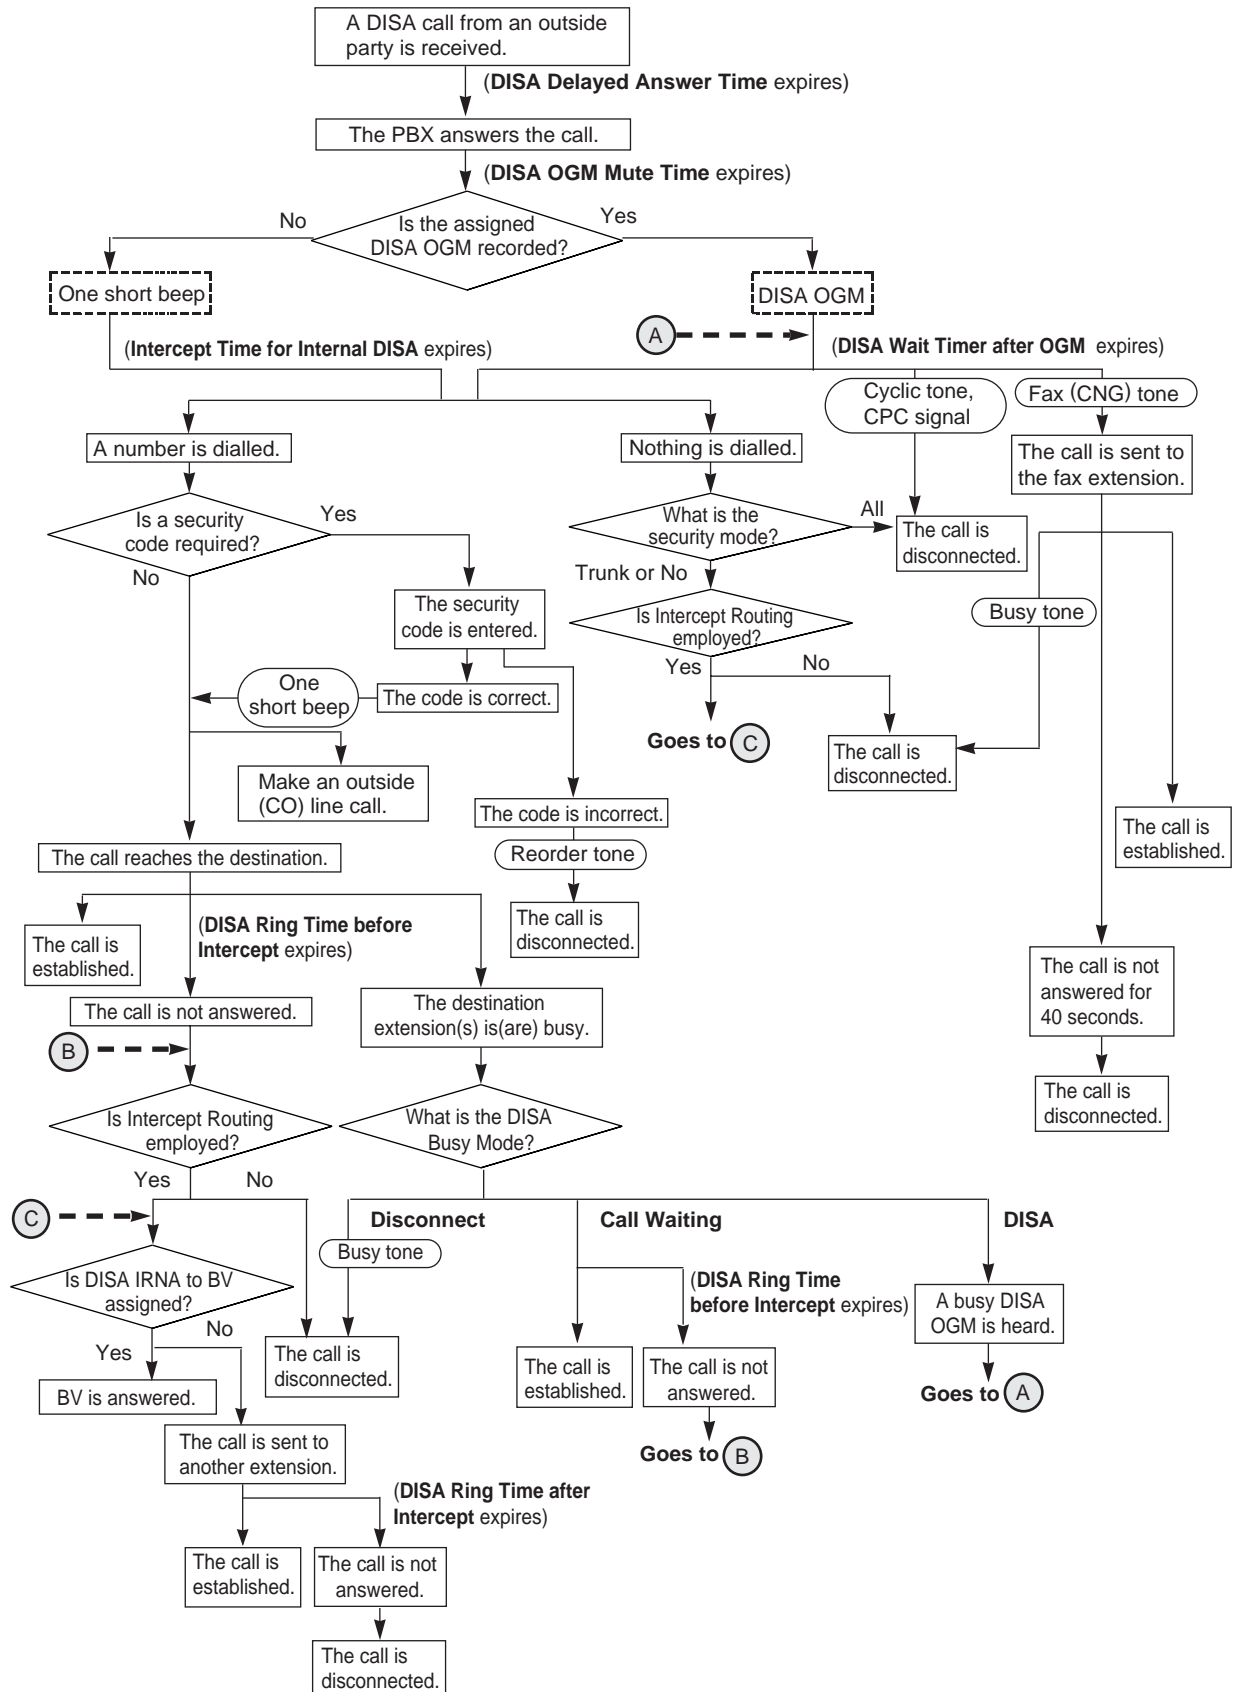 A DISA call from an outside
party is received.
(DISA Delayed Answer Time expires)
The PBX answers the call.
(DISA OGM Mute Time expires)
No
Is the assigned
DISA OGM recorded?
Yes
One short beep
DISA OGM
A
(Intercept Time for Internal DISA expires)
(DISA Wait Timer after OGM expires)
Cyclic tone,
CPC signal
Fax (CNG) tone
A number is dialled.
Nothing is dialled.
The call is sent to
the fax extension.
Is a security
code required?
Yes
No
What is the
security mode?
All
The call is
disconnected.
Trunk or No
The security
code is entered.
Is Intercept Routing
employed?
Busy tone
Yes
No
One
short beep
The code is correct.
Goes to C
The call is
disconnected.
Make an outside
(CO) line call.
The code is incorrect.
The call is
established.
The call reaches the destination.
Reorder tone
(DISA Ring Time before
Intercept expires)
The call is
disconnected.
The call is
established.
The call is not
answered for
40 seconds.
The call is not answered.
The destination
extension(s) is(are) busy.
B
The call is
disconnected.
Is Intercept Routing
employed?
What is the DISA
Busy Mode?
Yes
No
C
Disconnect
Call Waiting
DISA
Busy tone
Is DISA IRNA to BV
assigned?
(DISA Ring Time
before Intercept expires)
A busy DISA
OGM is heard.
No
Yes
The call is
disconnected.
The call is
established.
The call is not
answered.
BV is answered.
Goes to A
The call is sent to
another extension.
Goes to B
(DISA Ring Time after
Intercept expires)
The call is
established.
The call is not
answered.
The call is
disconnected.